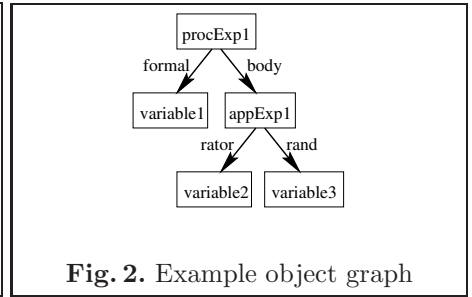 procExp1
formal body
variable1 appExp1
rator rand
variable2 variable3
Fig. 2. Example object graph